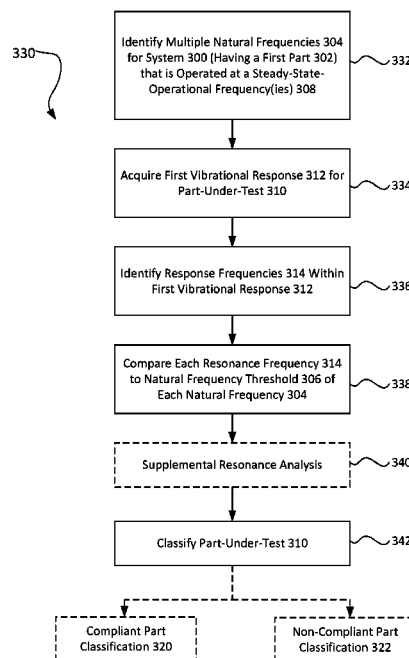 330
Identify Multiple Natural Frequencies 304
for System 300 (Having a First Part 302)
that is Operated at a Steady-State-
Operational Frequency(ies) 308
332
Acquire First Vibrational Response 312 for
Part-Under-Test 310
334
Identify Response Frequencies 314 Within
First Vibrational Response 312
336
Compare Each Resonance Frequency 314
to Natural Frequency Threshold 306 of
Each Natural Frequency 304
338
Supplemental Resonance Analysis
340
Classify Part-Under-Test 310
342
Compliant Part
Classification 320
Non-Compliant Part
Classification 322